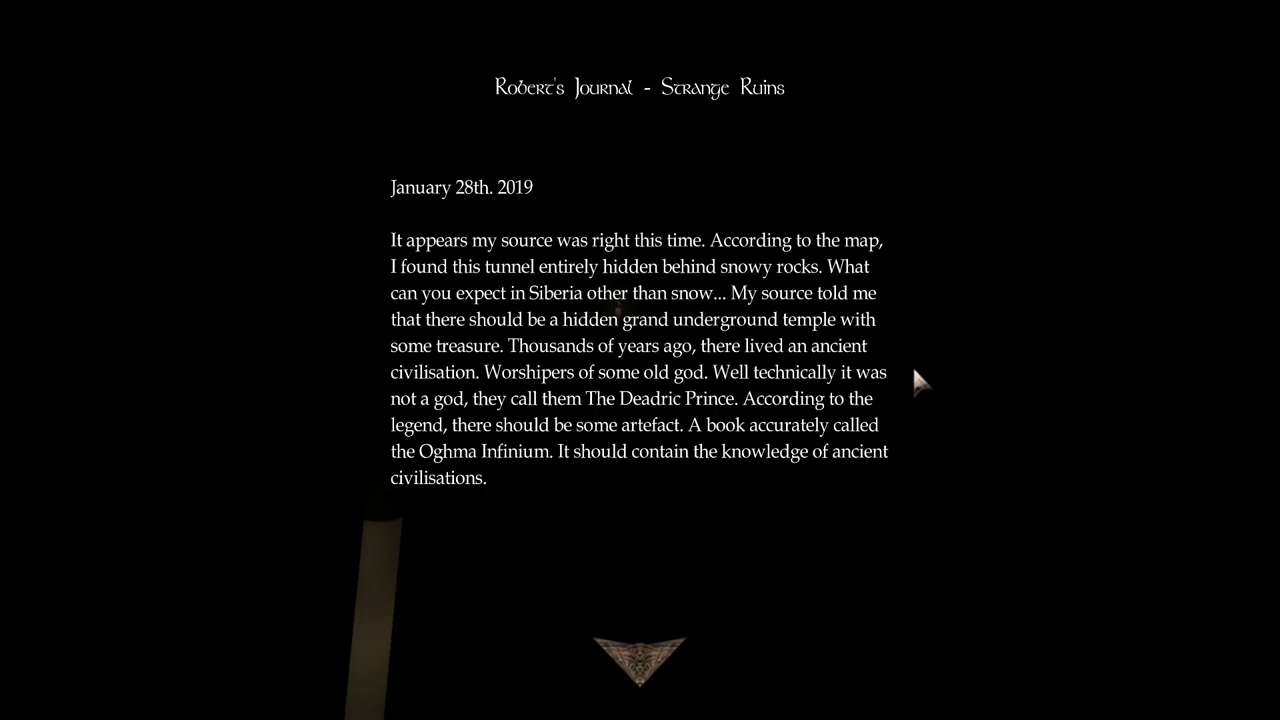 Robert's Journal - Strange Ruins
January 28th. 2019
It appears my source was right this time. According to the map,
I found this tunnel entirely hidden behind snowy rocks. What
can you expect in Siberia other than snow... My source told me
that there should be a hidden grand underground temple with
some treasure. Thousands of years ago, there lived an ancient
civilisation. Worshipers of some old god. Well technically it was
not a god, they call them The Deadric Prince. According to the
legend, there should be some artefact. A book accurately called
the Oghma Infinium. It should contain the knowledge of ancient
civilisations.